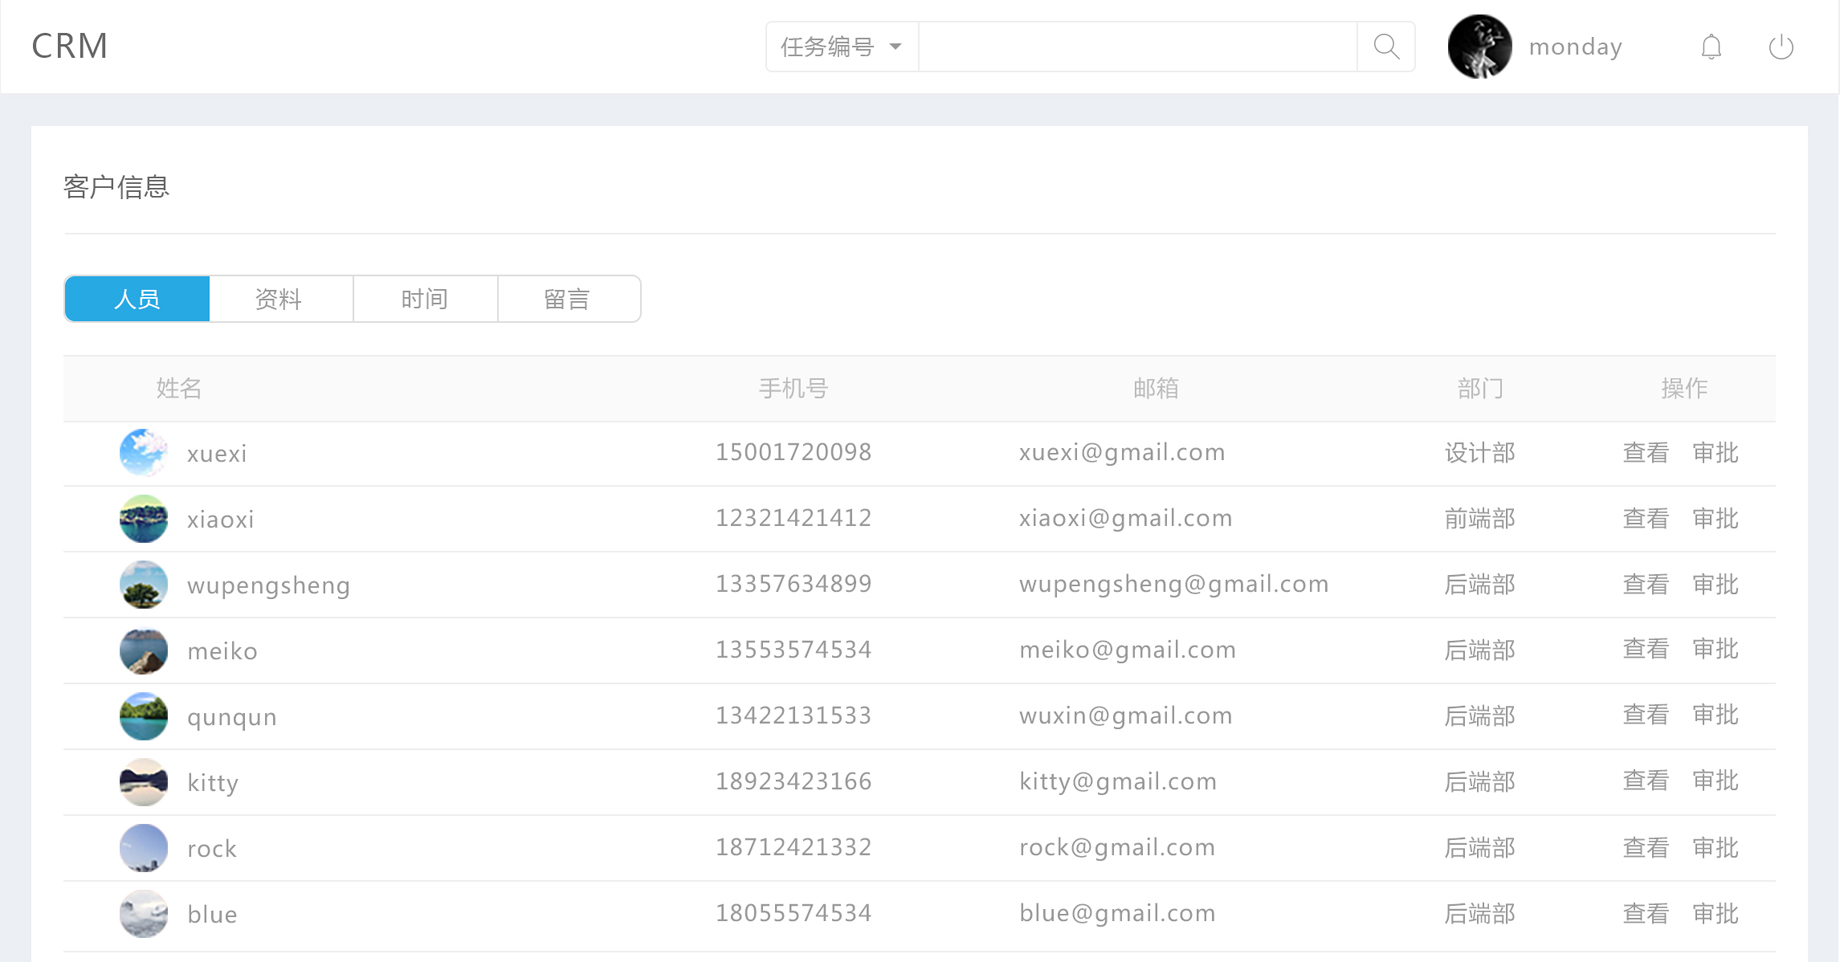 CRM
任务编号
monday
客户信息
人员 资料 时间 留言
姓名 手机号 邮箱 部门 操作
xuexi 15001720098 xuexi@gmail.com 设计部 查看 审批
xiaoxi 12321421412 xiaoxi@gmail.com 前端部 查看 审批
wupengsheng 13357634899 wupengsheng@gmail.com 后端部 查看 审批
meiko 13553574534 meiko@gmail.com 后端部 查看 审批
qunqun 13422131533 wuxin@gmail.com 后端部 查看 审批
kitty 18923423166 kitty@gmail.com 后端部 查看 审批
rock 18712421332 rock@gmail.com 后端部 查看 审批
blue 18055574534 blue@gmail.com 后端部 查看 审批